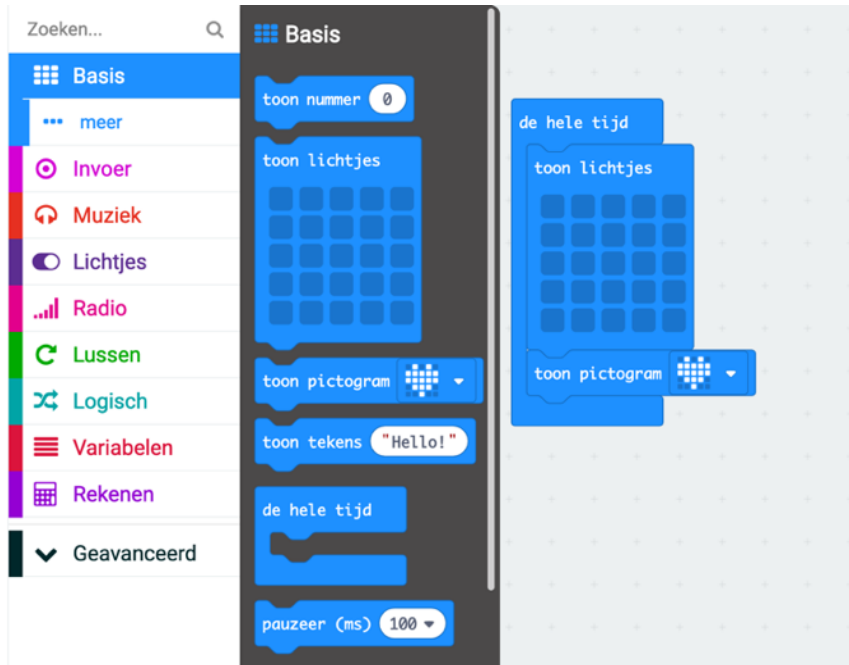 Zoeken...
Basis
meer
Invoer
Muziek
Lichtjes
Radio
Lussen
Logisch
Variabelen
Rekenen
Geavanceerd
Basis
toon nummer 0
toon lichtjes
toon pictogram
toon tekens "Hello!"
de hele tijd
pauzeer (ms) 100
de hele tijd
toon lichtjes
toon pictogram